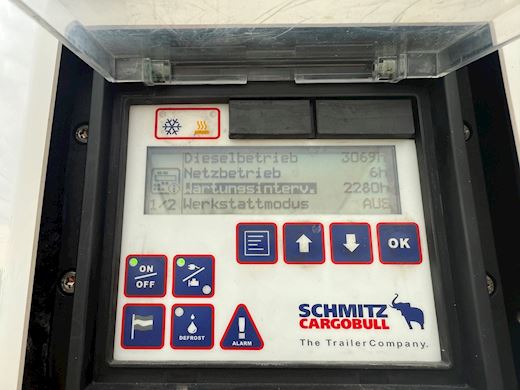 Dieselbetrieb 3069h
Netzbetrieb 6h
Wartungsinterv. 2280h
1/2 Werkstattmodus AUS
OK
ON
OFF
DEFROST
ALARM
SCHMITZ
CARGOBULL
The TrailerCompany.